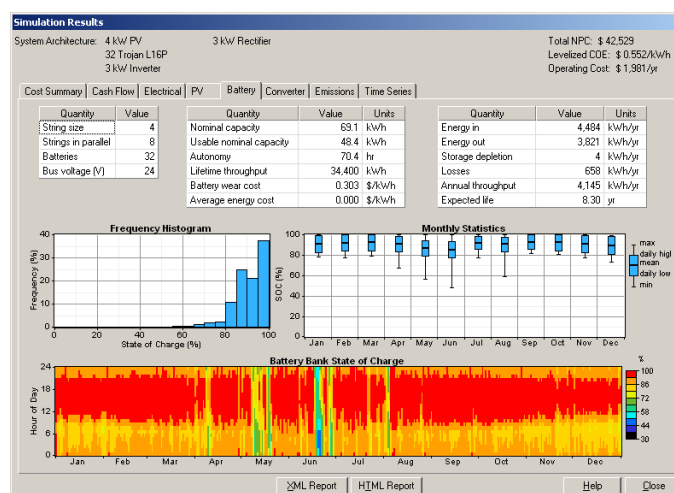 Simulation Results
System Architecture: 4 kW PV 3 kW Rectifier Total NPC: $ 42,529
32 Trojan L16P Levelized COE: $ 0.552/kWh
3 kW Inverter Operating Cost: $ 1,981/yr
Cost Summary Cash Flow Electrical PV Battery Converter Emissions Time Series
Quantity Value
String size 4
Strings in parallel 8
Batteries 32
Bus voltage (V) 24
Quantity Value Units
Nominal capacity 69.1 kWh
Usable nominal capacity 48.4 kWh
Autonomy 70.4 hr
Lifetime throughput 34,400 kWh
Battery wear cost 0.303 $/kWh
Average energy cost 0.000 $/kWh
Quantity Value Units
Energy in 4,484 kWh/yr
Energy out 3,821 kWh/yr
Storage depletion 4 kWh/yr
Losses 658 kWh/yr
Annual throughput 4,145 kWh/yr
Expected life 8.30 yr
Frequency Histogram
Frequency (%)
40
30
20
10
0
0 20 40 60 80 100
State of Charge (%)
Monthly Statistics
SOC (%)
100
80
60
40
20
0
Jan Feb Mar Apr May Jun Jul Aug Sep Oct Nov Dec
max
daily high
mean
daily low
min
Battery Bank State of Charge
Hour of Day
24
18
12
6
0
Jan Feb Mar Apr May Jun Jul Aug Sep Oct Nov Dec
%
100
86
72
58
44
30
XML Report HTML Report Help Close